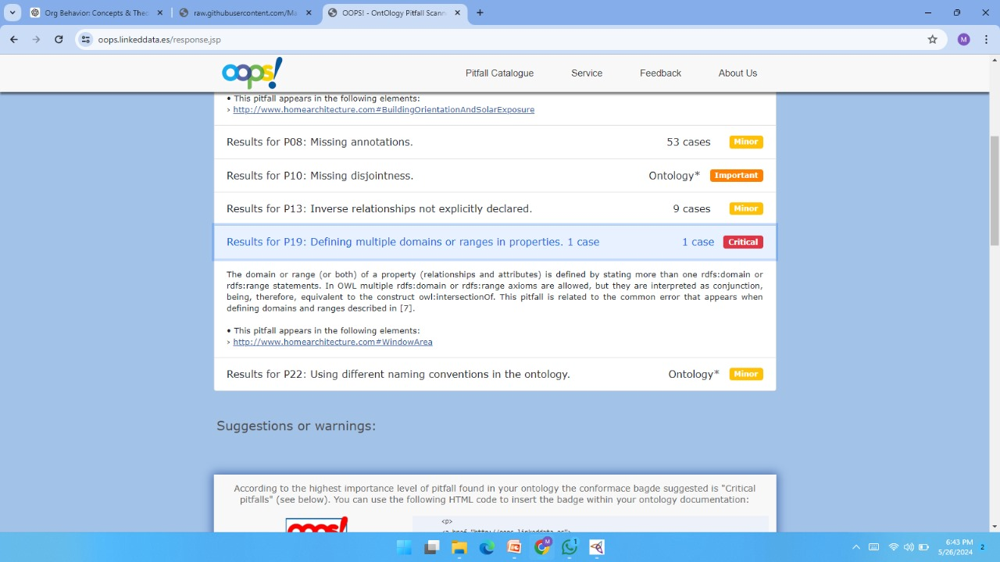 Org Behavior: Concepts & Theo
raw.githubusercontent.com/Ma
OOPS! - OntOlogy Pitfall Scann
oops.linkeddata.es/response.jsp
M
oops!
Pitfall Catalogue
Service
Feedback
About Us
• This pitfall appears in the following elements:
› http://www.homearchitecture.com#BuildingOrientationAndSolarExposure
Results for P08: Missing annotations. 53 cases Minor
Results for P10: Missing disjointness. Ontology* Important
Results for P13: Inverse relationships not explicitly declared. 9 cases Minor
Results for P19: Defining multiple domains or ranges in properties. 1 case 1 case Critical
The domain or range (or both) of a property (relationships and attributes) is defined by stating more than one rdfs:domain or
rdfs:range statements. In OWL multiple rdfs:domain or rdfs:range axioms are allowed, but they are interpreted as conjunction,
being, therefore, equivalent to the construct owl:intersectionOf. This pitfall is related to the common error that appears when
defining domains and ranges described in [7].
• This pitfall appears in the following elements:
› http://www.homearchitecture.com#WindowArea
Results for P22: Using different naming conventions in the ontology. Ontology* Minor
Suggestions or warnings:
According to the highest importance level of pitfall found in your ontology the conformace bagde suggested is "Critical
pitfalls" (see below). You can use the following HTML code to insert the badge within your ontology documentation:
oops!
<p>
<a href="http://oops.linkeddata.es">
6:43 PM
5/26/2024
2